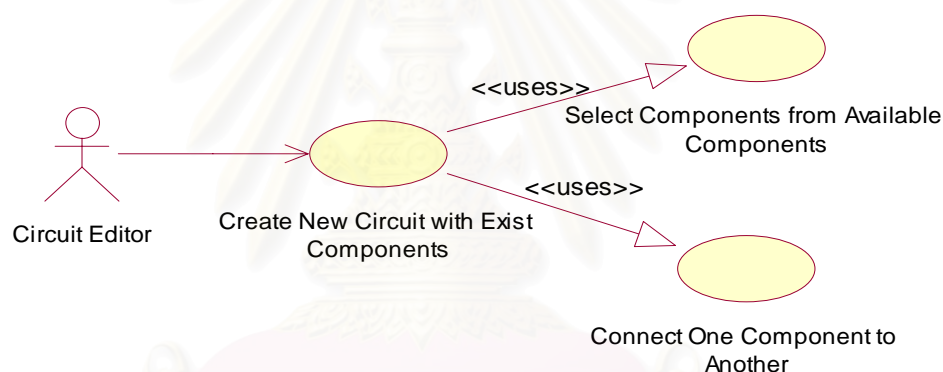 <<uses>>
Select Components from Available
Components
<<uses>>
Circuit Editor
Create New Circuit with Exist
Components
Connect One Component to
Another